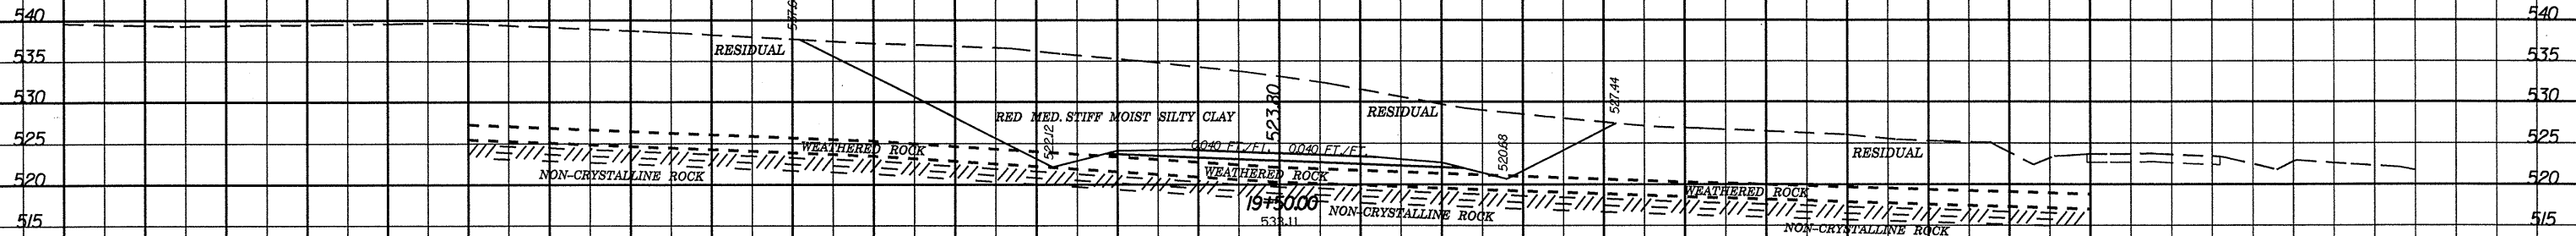 540 540
RESIDUAL
535 535
530 530
523.80
527.44
RESIDUAL
RED MED. STIFF MOIST SILTY CLAY
522.12
525 525
0.040 FT./FT. 0.040 FT./FT.
520.68
WEATHERED ROCK
RESIDUAL
NON-CRYSTALLINE ROCK
WEATHERED ROCK
520 520
WEATHERED ROCK
19+50.00
NON-CRYSTALLINE ROCK
533.11
515 515
NON-CRYSTALLINE ROCK